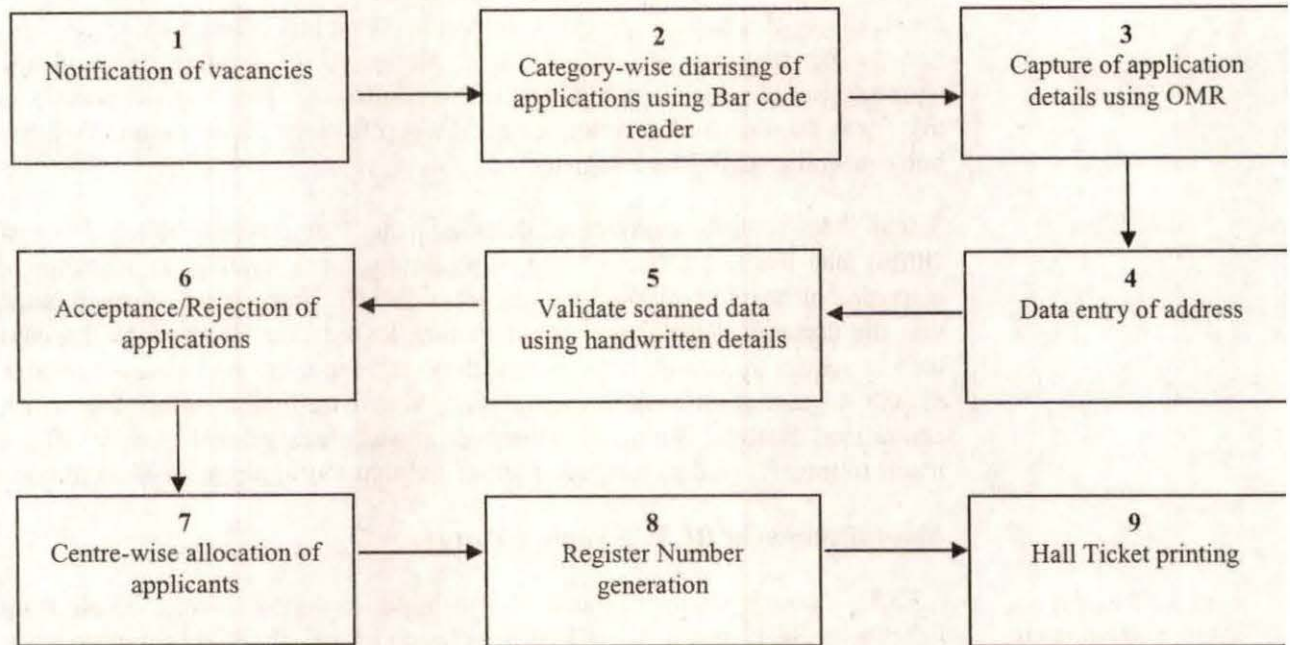 1
Notification of vacancies
2
Category-wise diarising of
applications using Bar code
reader
3
Capture of application
details using OMR
6
Acceptance/Rejection of
applications
5
Validate scanned data
using handwritten details
4
Data entry of address
7
Centre-wise allocation of
applicants
8
Register Number
generation
9
Hall Ticket printing